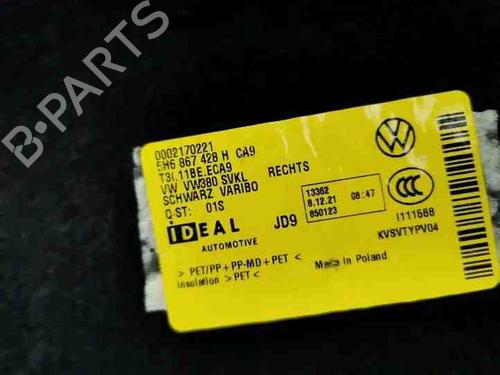 0002170221
5H6 867 428 H CA9
T3I.11BE.ECA9
VW VW380 SVKL
SCHWARZ VARIBO RECHTS
Q-ST: 01S
IDEAL
AUTOMOTIVE
JD9
13362
8.12.21 08:47
850123
CCC
I111668
KVSVTYPV04
> PET/PP + PP-MD + PET <
Insulation > PET <
Made in Poland
B-PARTS